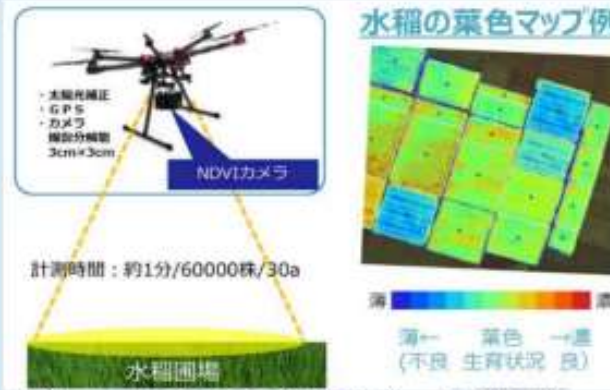 ・太陽光補正
・GPS
・カメラ
撮影分解能
3cm×3cm
NDVIカメラ
計測時間:約1分/60000株/30a
水稲圃場
水稲の葉色マップ例
薄
濃
薄← 葉色 →濃
(不良 生育状況 良)